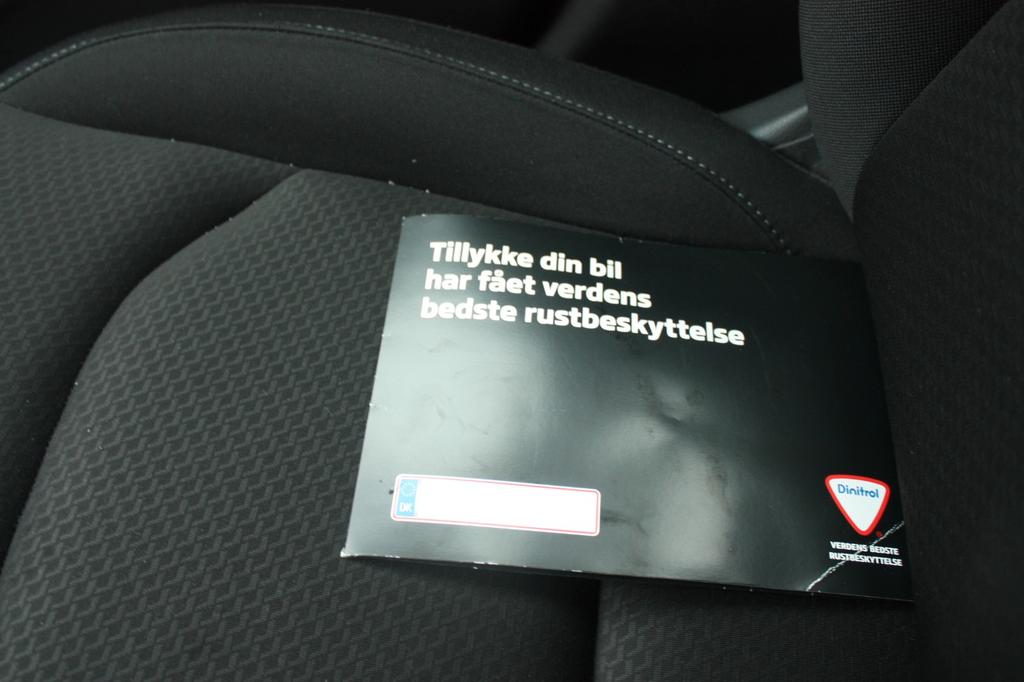 Tillykke din bil
har fået verdens
bedste rustbeskyttelse
DK
Dinitrol
VERDENS BEDSTE
RUSTBESKYTTELSE